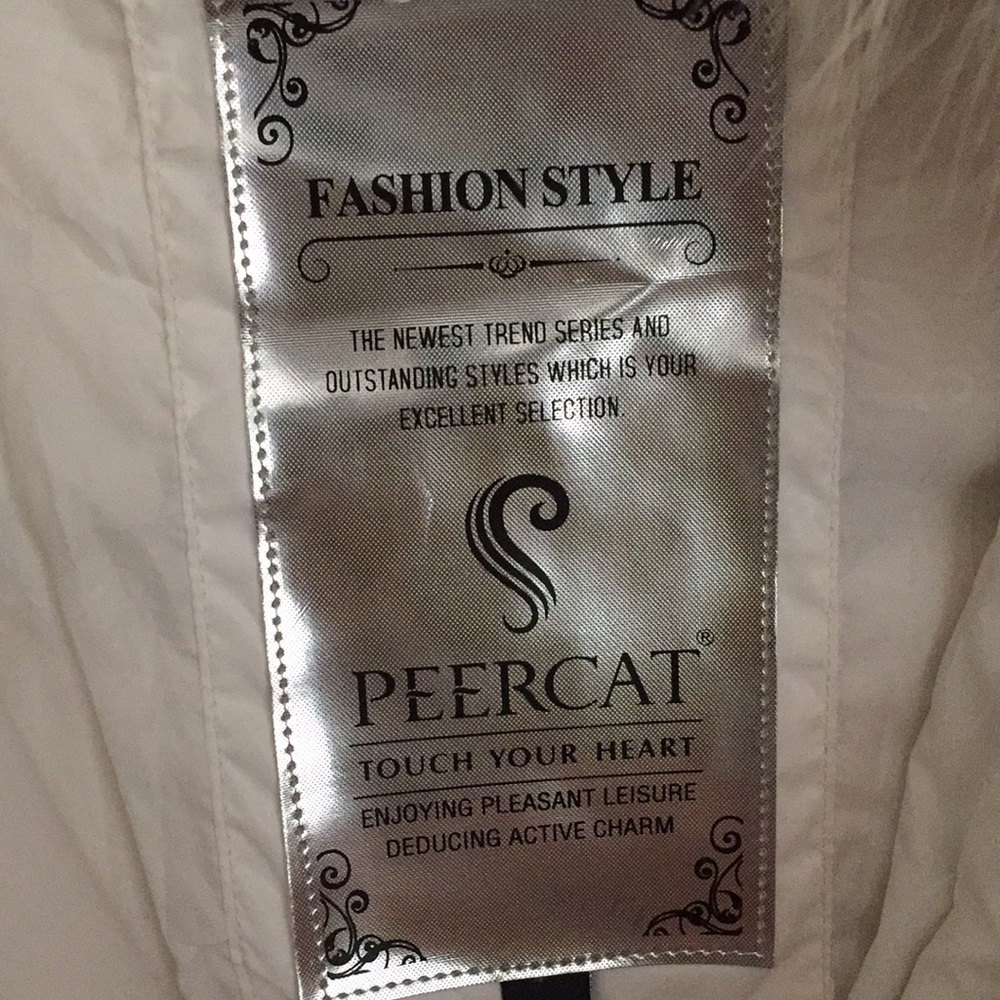 FASHION STYLE
THE NEWEST TREND SERIES AND
OUTSTANDING STYLES WHICH IS YOUR
EXCELLENT SELECTION.
PEERCAT®
TOUCH YOUR HEART
ENJOYING PLEASANT LEISURE
DEDUCING ACTIVE CHARM